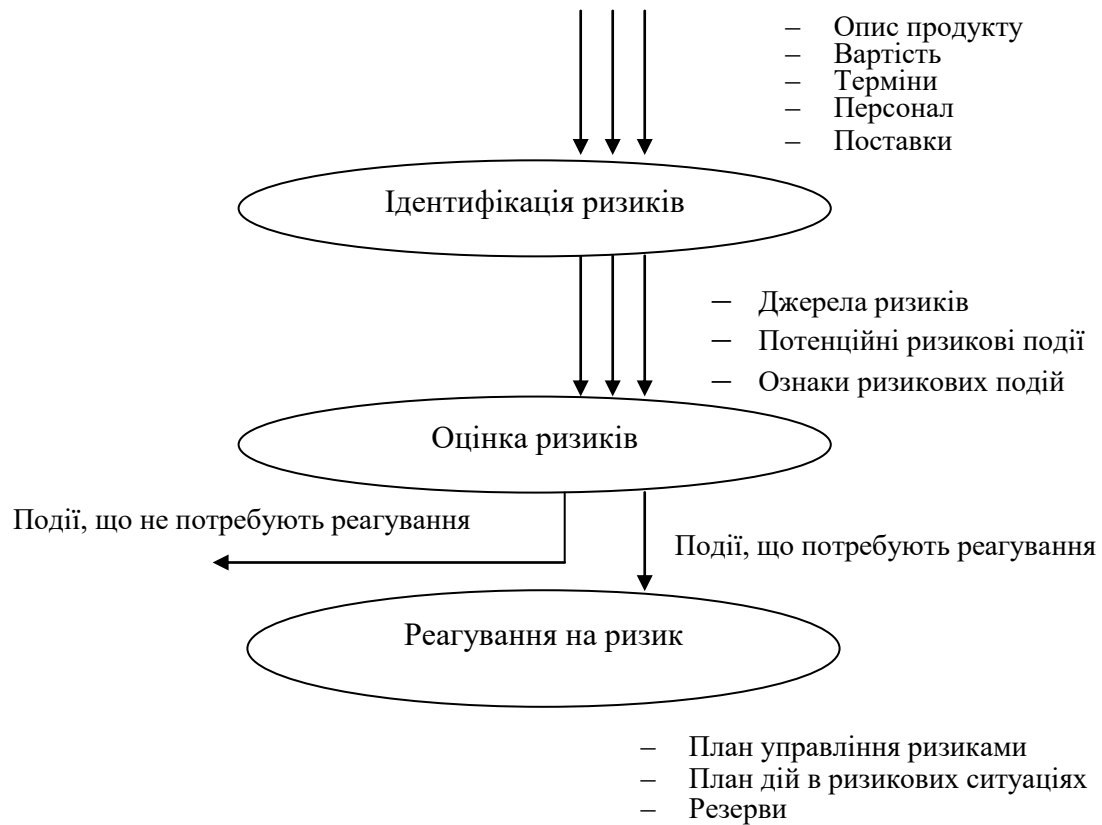 – Опис продукту
– Вартість
– Терміни
– Персонал
– Поставки
Ідентифікація ризиків
– Джерела ризиків
– Потенційні ризикові події
– Ознаки ризикових подій
Оцінка ризиків
Події, що не потребують реагування
Події, що потребують реагування
Реагування на ризик
– План управління ризиками
– План дій в ризикових ситуаціях
– Резерви